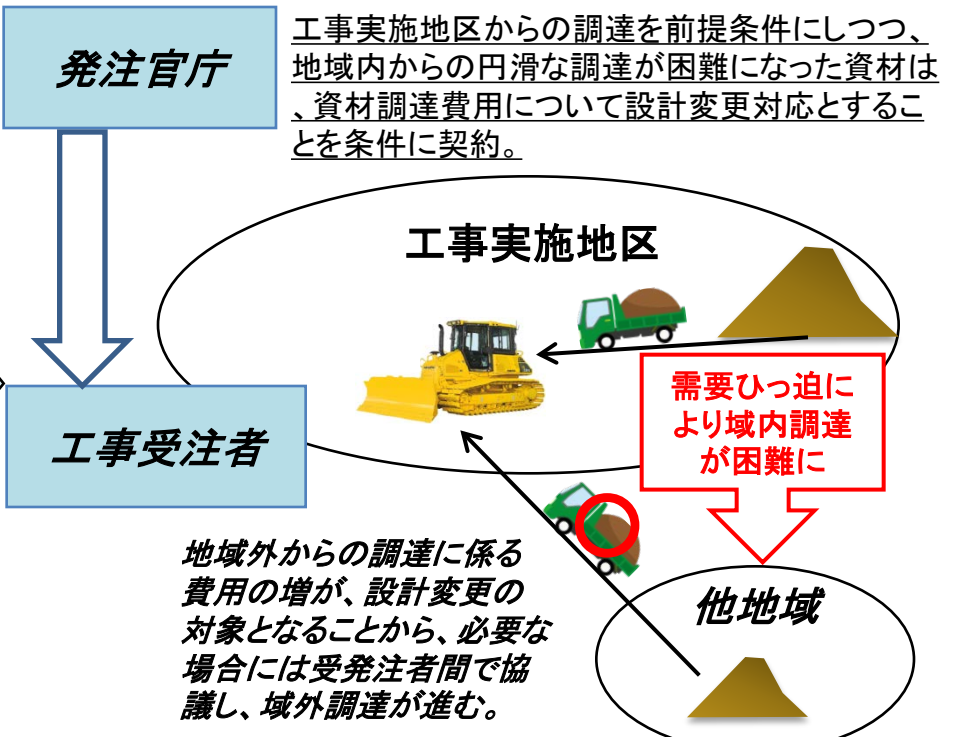 発注官庁
工事実施地区からの調達を前提条件にしつつ、
地域内からの円滑な調達が困難になった資材は
、資材調達費用について設計変更対応とするこ
とを条件に契約。
工事実施地区
需要ひっ迫に
より域内調達
が困難に
工事受注者
地域外からの調達に係る
費用の増が、設計変更の
対象となることから、必要な
場合には受発注者間で協
議し、域外調達が進む。
他地域